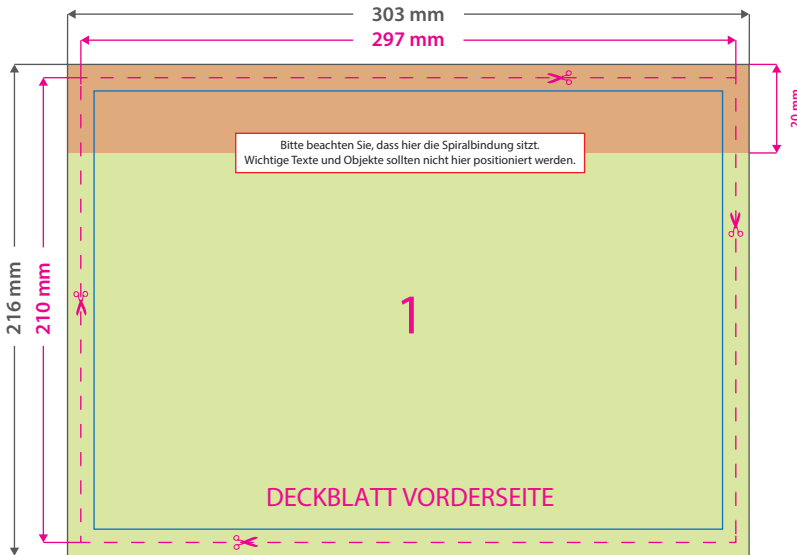 303 mm
297 mm
20 mm
Bitte beachten Sie, dass hier die Spiralbindung sitzt.
Wichtige Texte und Objekte sollten nicht hier positioniert werden.
216 mm
210 mm
1
DECKBLATT VORDERSEITE